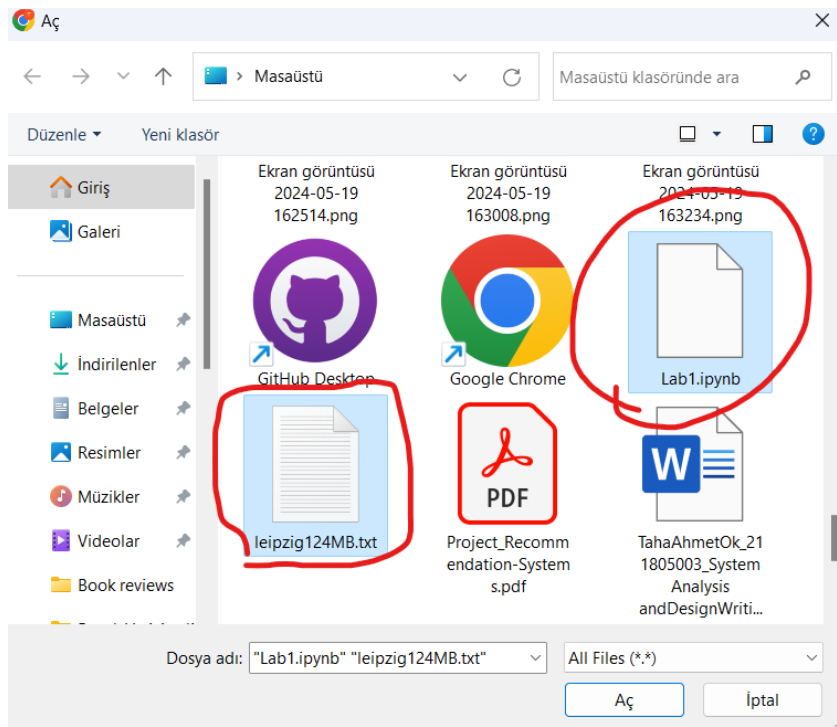 Aç
Masaüstü
Masaüstü klasöründe ara
Düzenle
Yeni klasör
Giriş
Galeri
Masaüstü
İndirilenler
Belgeler
Resimler
Müzikler
Videolar
Book reviews
Ekran görüntüsü
2024-05-19
162514.png
Ekran görüntüsü
2024-05-19
163008.png
Ekran görüntüsü
2024-05-19
163234.png
GitHub Desktop
Google Chrome
Lab1.ipynb
leipzig124MB.txt
PDF
Project_Recomm
endation-System
s.pdf
W
TahaAhmetOk_21
1805003_System
Analysis
andDesignWriti...
Dosya adı:
"Lab1.ipynb" "leipzig124MB.txt"
All Files (*.*)
Aç
İptal